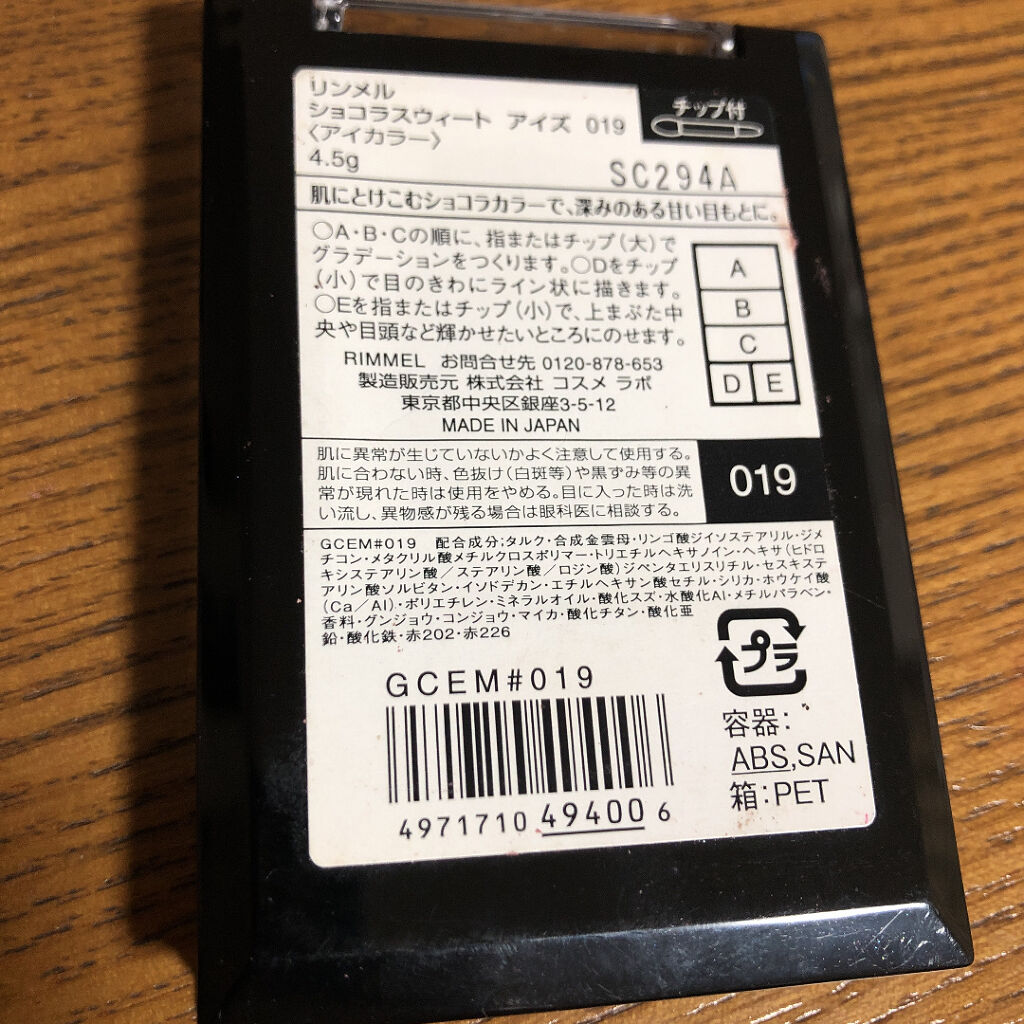 リンメル
ショコラスウィート アイズ 019
〈アイカラー〉
4.5g
チップ付
SC294A
肌にとけこむショコラカラーで、深みのある甘い目もとに。
○A・B・Cの順に、指またはチップ(大)で
グラデーションをつくります。○Dをチップ
(小)で目のきわにライン状に描きます。
○Eを指またはチップ(小)で、上まぶた中
央や目頭など輝かせたいところにのせます。
A
B
C
D E
RIMMEL お問合せ先 0120-878-653
製造販売元 株式会社 コスメ ラボ
東京都中央区銀座3-5-12
MADE IN JAPAN
肌に異常が生じていないかよく注意して使用する。
肌に合わない時、色抜け(白斑等)や黒ずみ等の異
常が現れた時は使用をやめる。目に入った時は洗
い流し、異物感が残る場合は眼科医に相談する。
019
GCEM#019 配合成分;タルク・合成金雲母・リンゴ酸ジイソステアリル・ジメ
チコン・メタクリル酸メチルクロスポリマー・トリエチルヘキサノイン・ヘキサ(ヒドロ
キシステアリン酸/ステアリン酸/ロジン酸)ジペンタエリスリチル・セスキステ
アリン酸ソルビタン・イソドデカン・エチルヘキサン酸セチル・シリカ・ホウケイ酸
(Ca/Al)・ポリエチレン・ミネラルオイル・酸化スズ・水酸化Al・メチルパラベン・
香料・グンジョウ・コンジョウ・マイカ・酸化チタン・酸化亜
鉛・酸化鉄・赤202・赤226
GCEM#019
4971710 49400 6
プラ
容器:
ABS,SAN
箱:PET